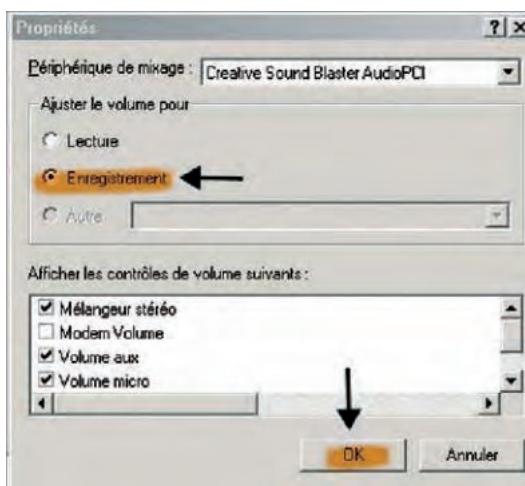 Propriétés
Périphérique de mixage : Creative Sound Blaster AudioPCI
Ajuster le volume pour
Lecture
Enregistrement
Autre
Afficher les contrôles de volume suivants :
Mélangeur stéréo
Modem Volume
Volume aux
Volume micro
OK
Annuler